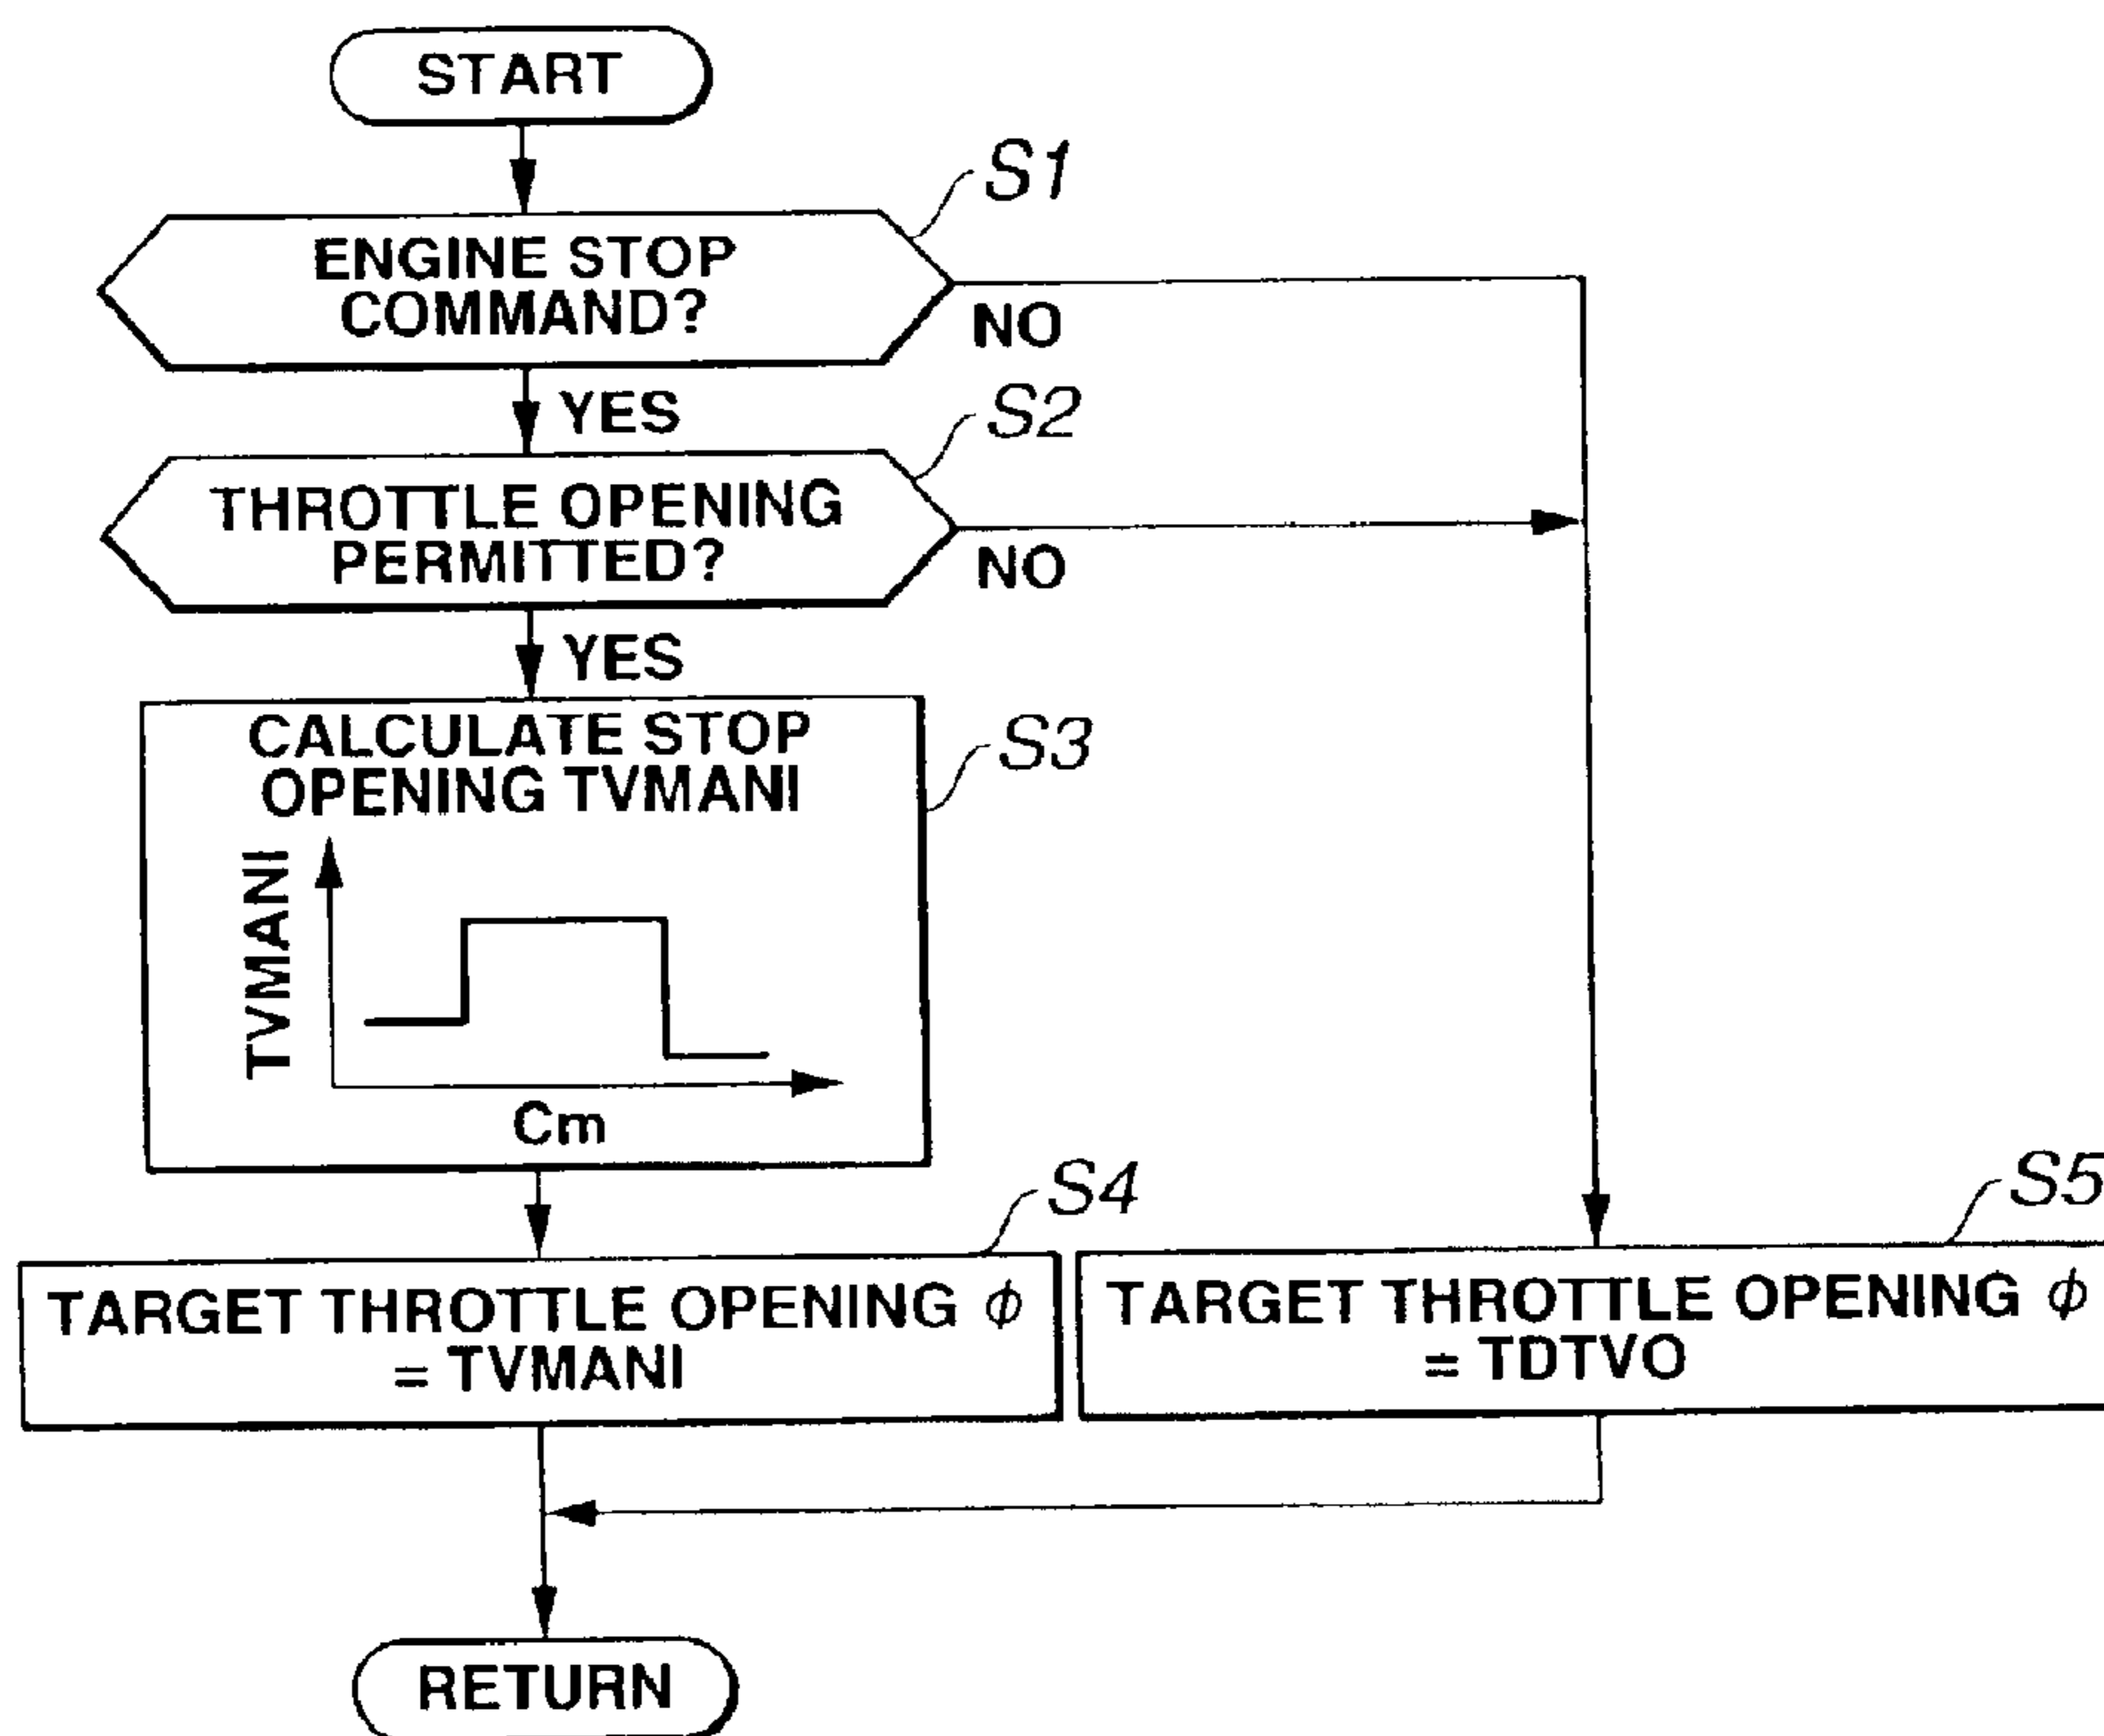 START
S1
ENGINE STOP
COMMAND?
NO
YES
S2
THROTTLE OPENING
PERMITTED?
NO
YES
S3
CALCULATE STOP
OPENING TVMANI
TVMANI
Cm
S4
TARGET THROTTLE OPENING ϕ
= TVMANI
S5
TARGET THROTTLE OPENING ϕ
= TDTVO
RETURN